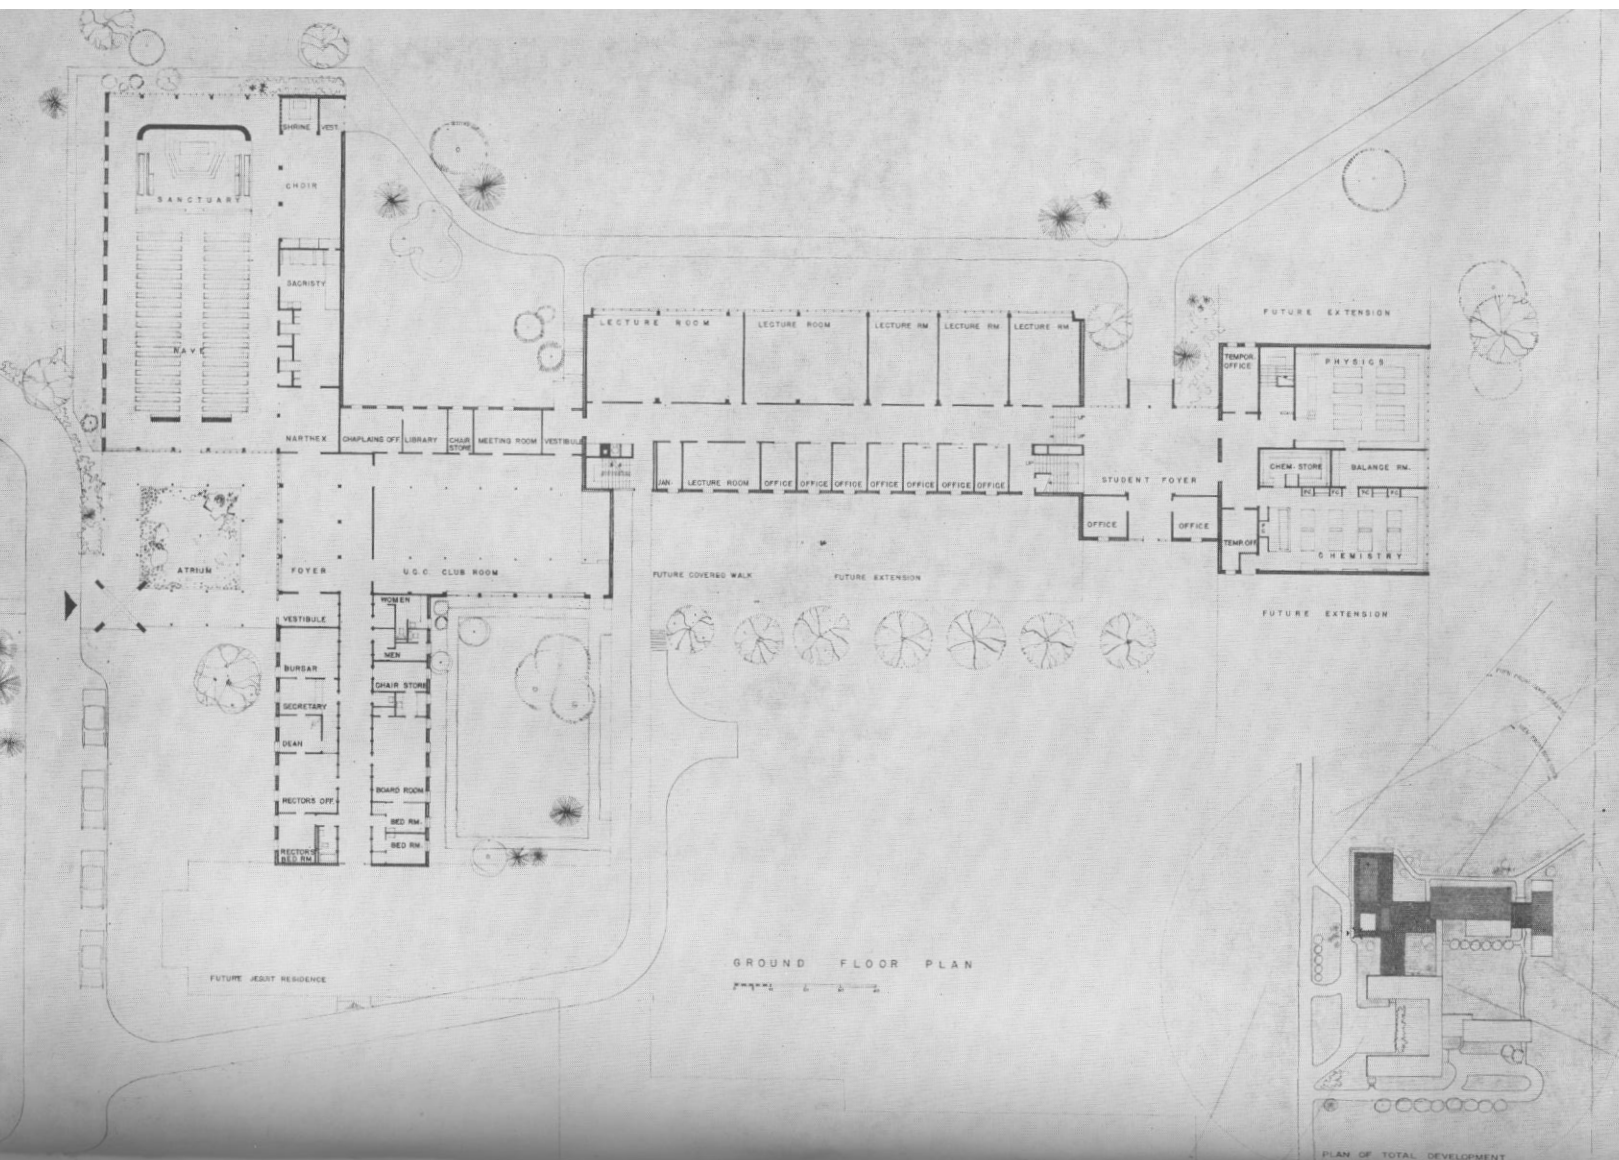 SHRINE
VEST.
CHOIR
SANCTUARY
SACRISTY
NAVE
NARTHEX
CHAPLAINS OFF.
LIBRARY
CHAIR
STORE
MEETING ROOM
VESTIBULE
LECTURE ROOM
LECTURE ROOM
LECTURE RM
LECTURE RM.
LECTURE RM.
JAN.
LECTURE ROOM
OFFICE
OFFICE
OFFICE
OFFICE
OFFICE
OFFICE
OFFICE
UP
STUDENT FOYER
OFFICE
OFFICE
FUTURE EXTENSION
TEMPOR.
OFFICE
PHYSICS
CHEM-STORE
BALANCE RM.
TEMP.OFF.
CHEMISTRY
FUTURE EXTENSION
ATRIUM
FOYER
U.G.C. CLUB ROOM
FUTURE COVERED WALK
FUTURE EXTENSION
VESTIBULE
WOMEN
MEN
BURSAR
CHAIR STORE
SECRETARY
DEAN
RECTORS OFF.
BOARD ROOM
BED RM.
BED RM.
RECTORS
BED RM.
FUTURE JESUIT RESIDENCE
GROUND FLOOR PLAN
PLAN OF TOTAL DEVELOPMENT